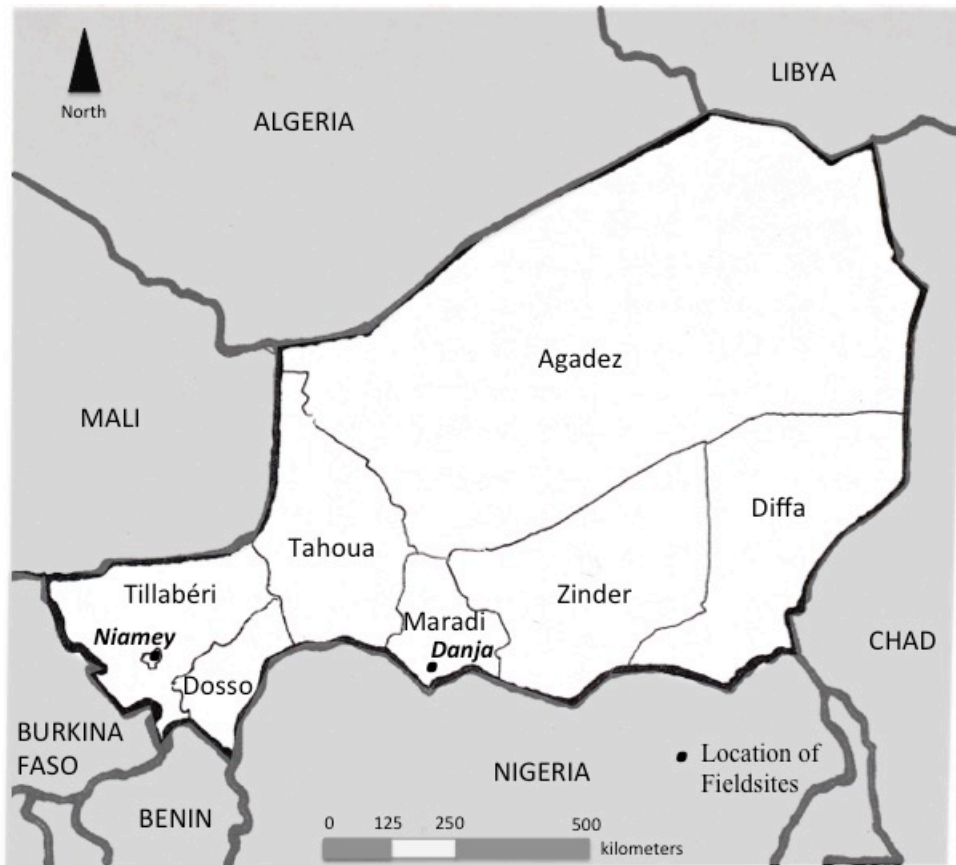 LIBYA
North
ALGERIA
Agadez
MALI
Diffa
Tahoua
Tillabéri
Zinder
Maradi
Niamey
Danja
CHAD
Dosso
BURKINA
FASO
NIGERIA
Location of
Fieldsites
BENIN
0 125 250 500
kilometers